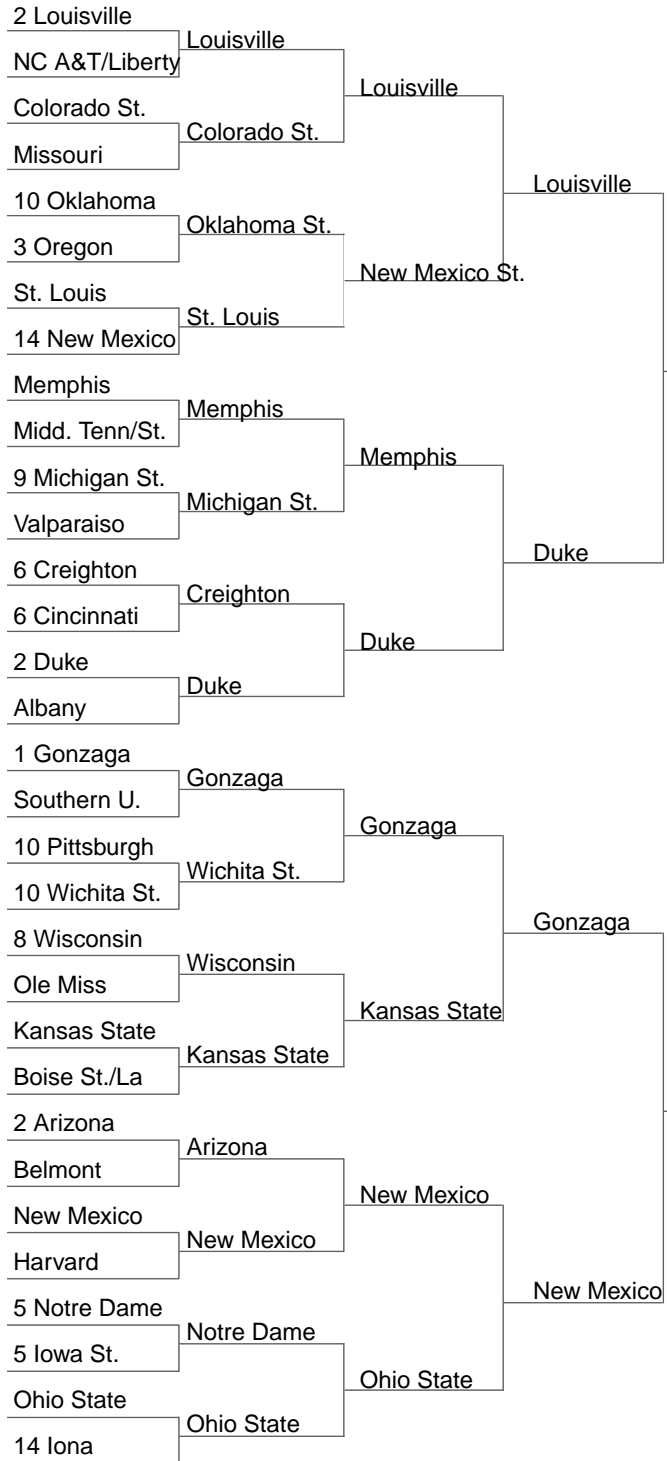 2 Louisville
NC A&T/Liberty
Colorado St.
Missouri
10 Oklahoma
3 Oregon
St. Louis
14 New Mexico
Memphis
Midd. Tenn/St.
9 Michigan St.
Valparaiso
6 Creighton
6 Cincinnati
2 Duke
Albany
1 Gonzaga
Southern U.
10 Pittsburgh
10 Wichita St.
8 Wisconsin
Ole Miss
Kansas State
Boise St./La
2 Arizona
Belmont
New Mexico
Harvard
5 Notre Dame
5 Iowa St.
Ohio State
14 Iona
Louisville
Colorado St.
Oklahoma St.
St. Louis
Memphis
Michigan St.
Creighton
Duke
Gonzaga
Wichita St.
Wisconsin
Kansas State
Arizona
New Mexico
Notre Dame
Ohio State
Louisville
New Mexico St.
Memphis
Duke
Gonzaga
Kansas State
New Mexico
Ohio State
Louisville
Duke
Gonzaga
New Mexico